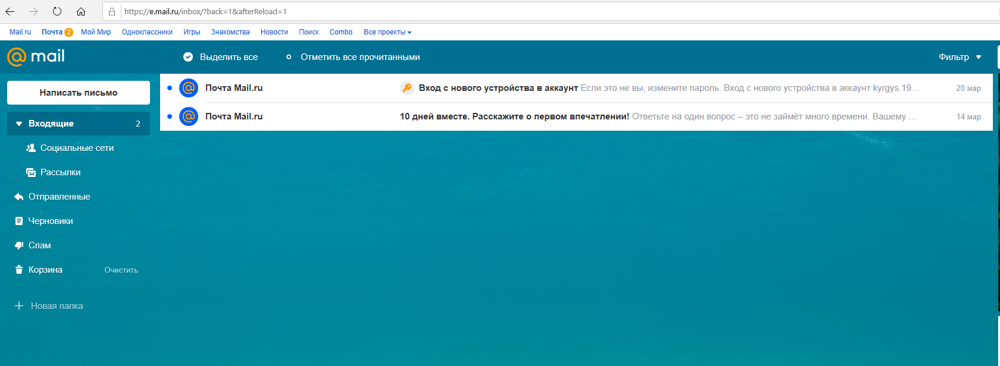 https://e.mail.ru/inbox/?back=1&afterReload=1
Mail.ru Почта 2 Мой Мир Одноклассники Игры Знакомства Новости Поиск Combo Все проекты
mail Выделить все Отметить все прочитанными Фильтр
Написать письмо
Почта Mail.ru Вход с нового устройства в аккаунт Если это не вы, измените пароль. Вход с нового устройства в аккаунт kyrgys.19... 20 мар
Почта Mail.ru 10 дней вместе. Расскажите о первом впечатлении! Ответьте на один вопрос – это не займёт много времени. Вашему ... 14 мар
Входящие 2
Социальные сети
Рассылки
Отправленные
Черновики
Спам
Корзина Очистить
Новая папка